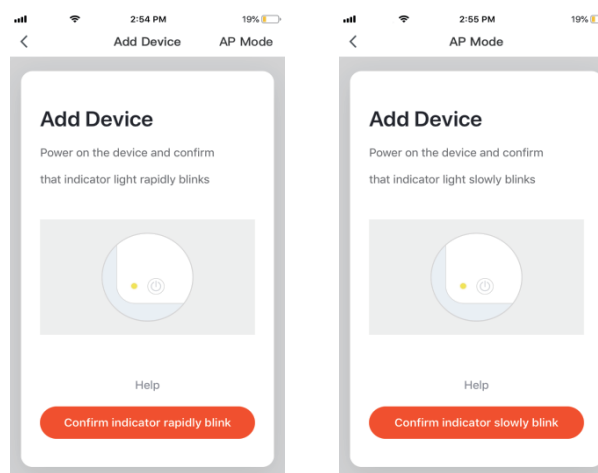 2:54 PM
19%
Add Device
AP Mode
Add Device
Power on the device and confirm
that indicator light rapidly blinks
Help
Confirm indicator rapidly blink
2:55 PM
19%
AP Mode
Add Device
Power on the device and confirm
that indicator light slowly blinks
Help
Confirm indicator slowly blink